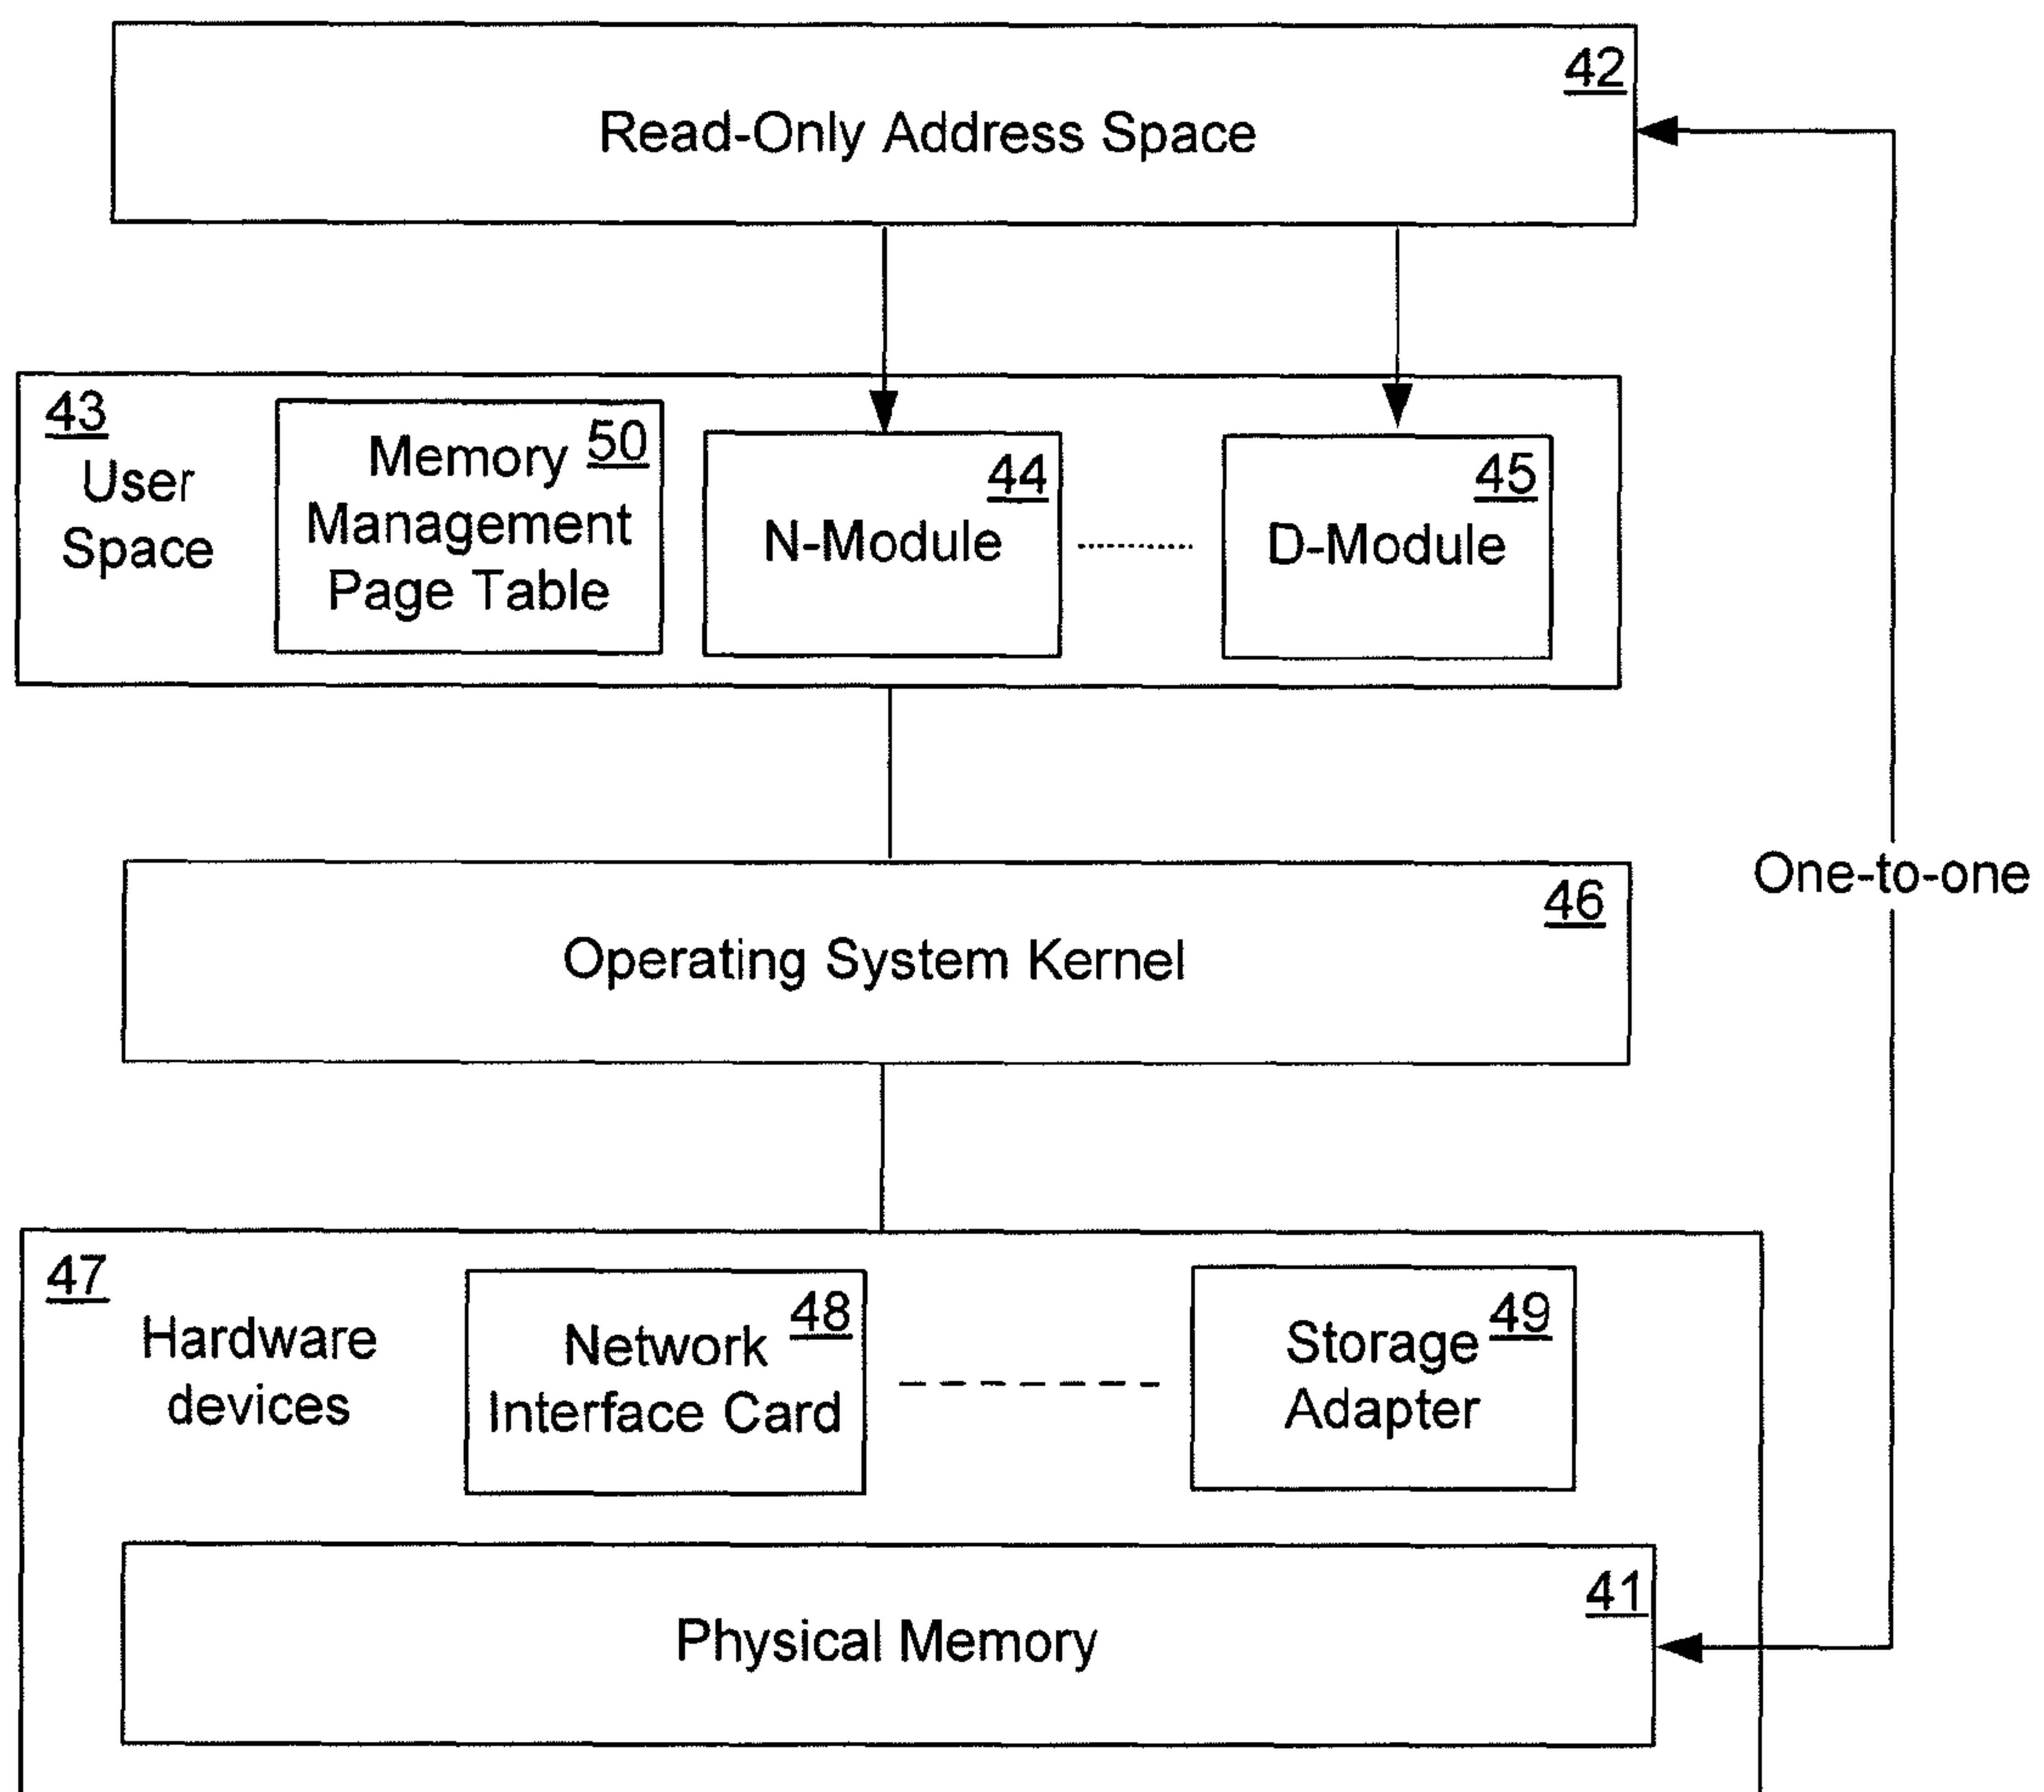 42
Read-Only Address Space
43
User
Space
50
Memory
Management
Page Table
44
N-Module
45
D-Module
46
Operating System Kernel
One-to-one
47
Hardware
devices
48
Network
Interface Card
49
Storage
Adapter
41
Physical Memory